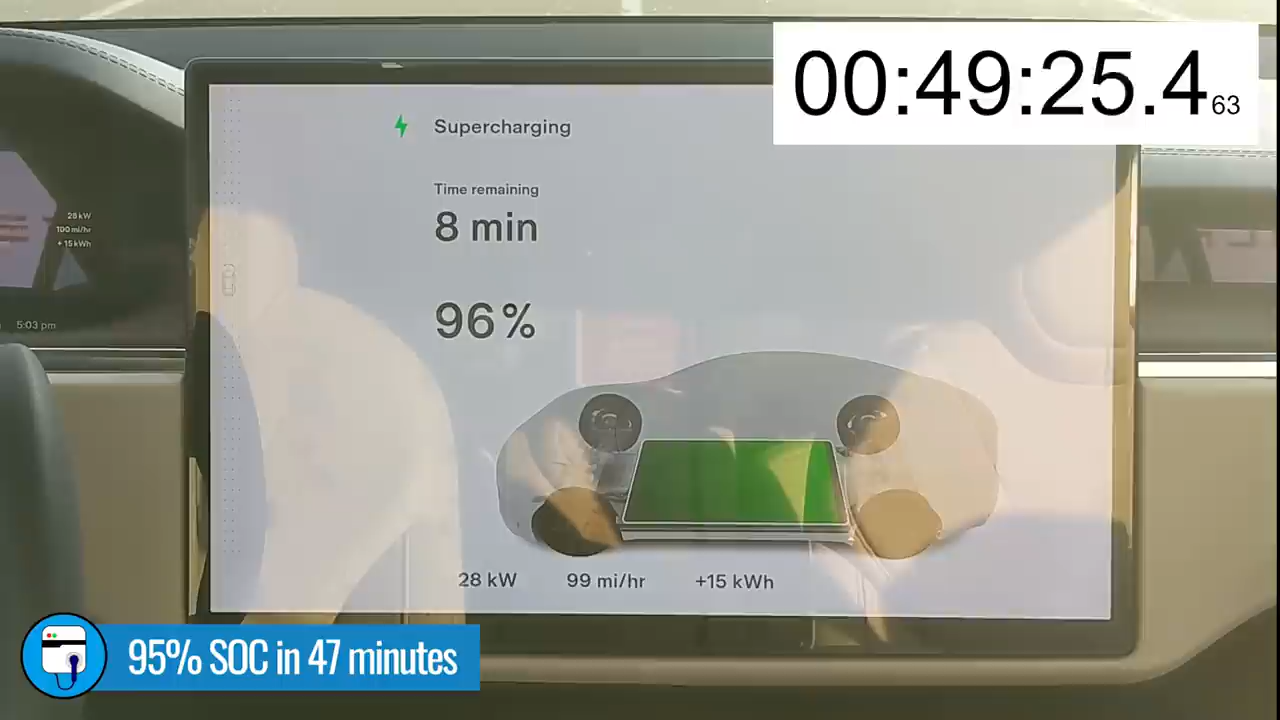 00:49:25.463
Supercharging
Time remaining
8 min
96%
28 kW
100 mi/hr
+15 kWh
5:03 pm
28 kW 99 mi/hr +15 kWh
95% SOC in 47 minutes